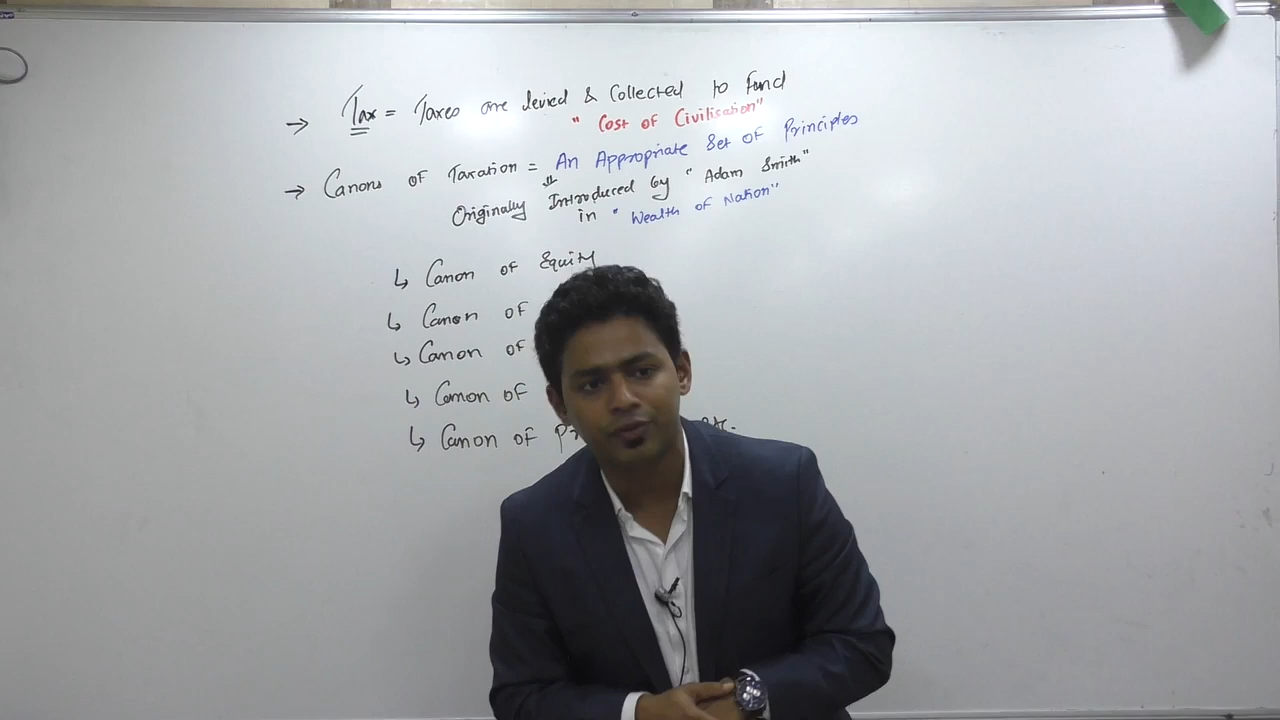 → Tax = Taxes are levied & Collected to Fund
" Cost of Civilisation"
→ Canons of Taxation = An Appropriate Set of Principles
Originally Introduced by " Adam Smith"
in " Wealth of Nation"
↳ Canon of Equity
↳ Canon of
↳ Canon of
↳ Canon of
↳ Canon of etc.